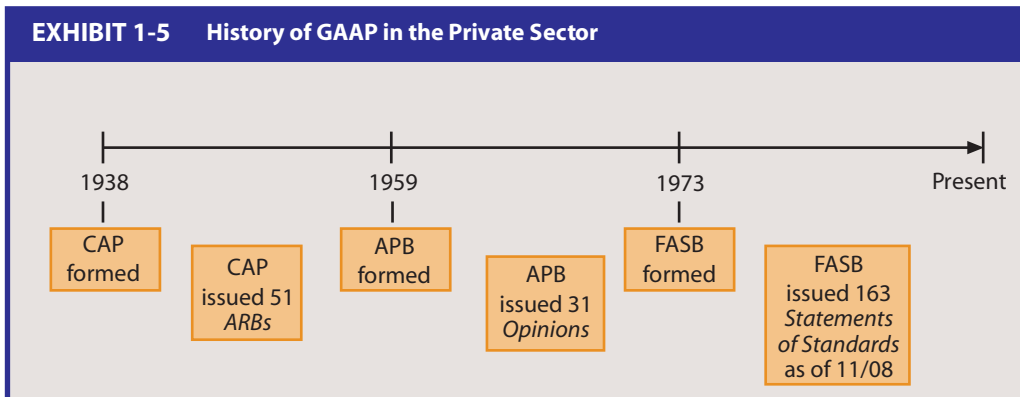 EXHIBIT 1-5 History of GAAP in the Private Sector
1938
1959
1973
Present
CAP
formed
CAP
issued 51
ARBs
APB
formed
APB
issued 31
Opinions
FASB
formed
FASB
issued 163
Statements
of Standards
as of 11/08